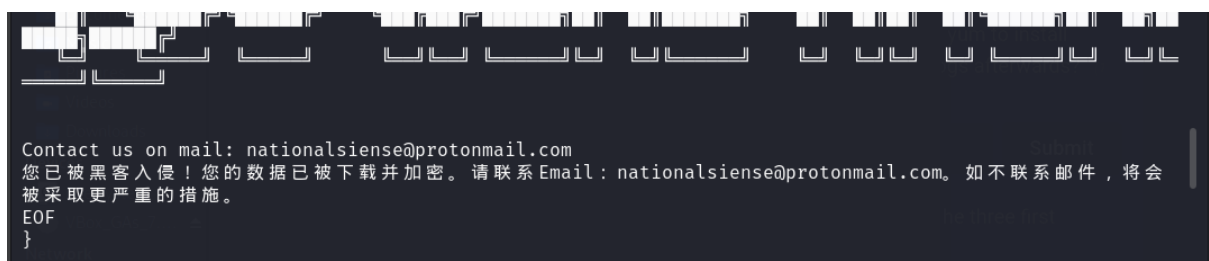 Contact us on mail: nationalsiense@protonmail.com
您已被黑客入侵！您的数据已被下载并加密。请联系Email：nationalsiense@protonmail.com。如不联系邮件，将会
被采取更严重的措施。
EOF
}
Submit